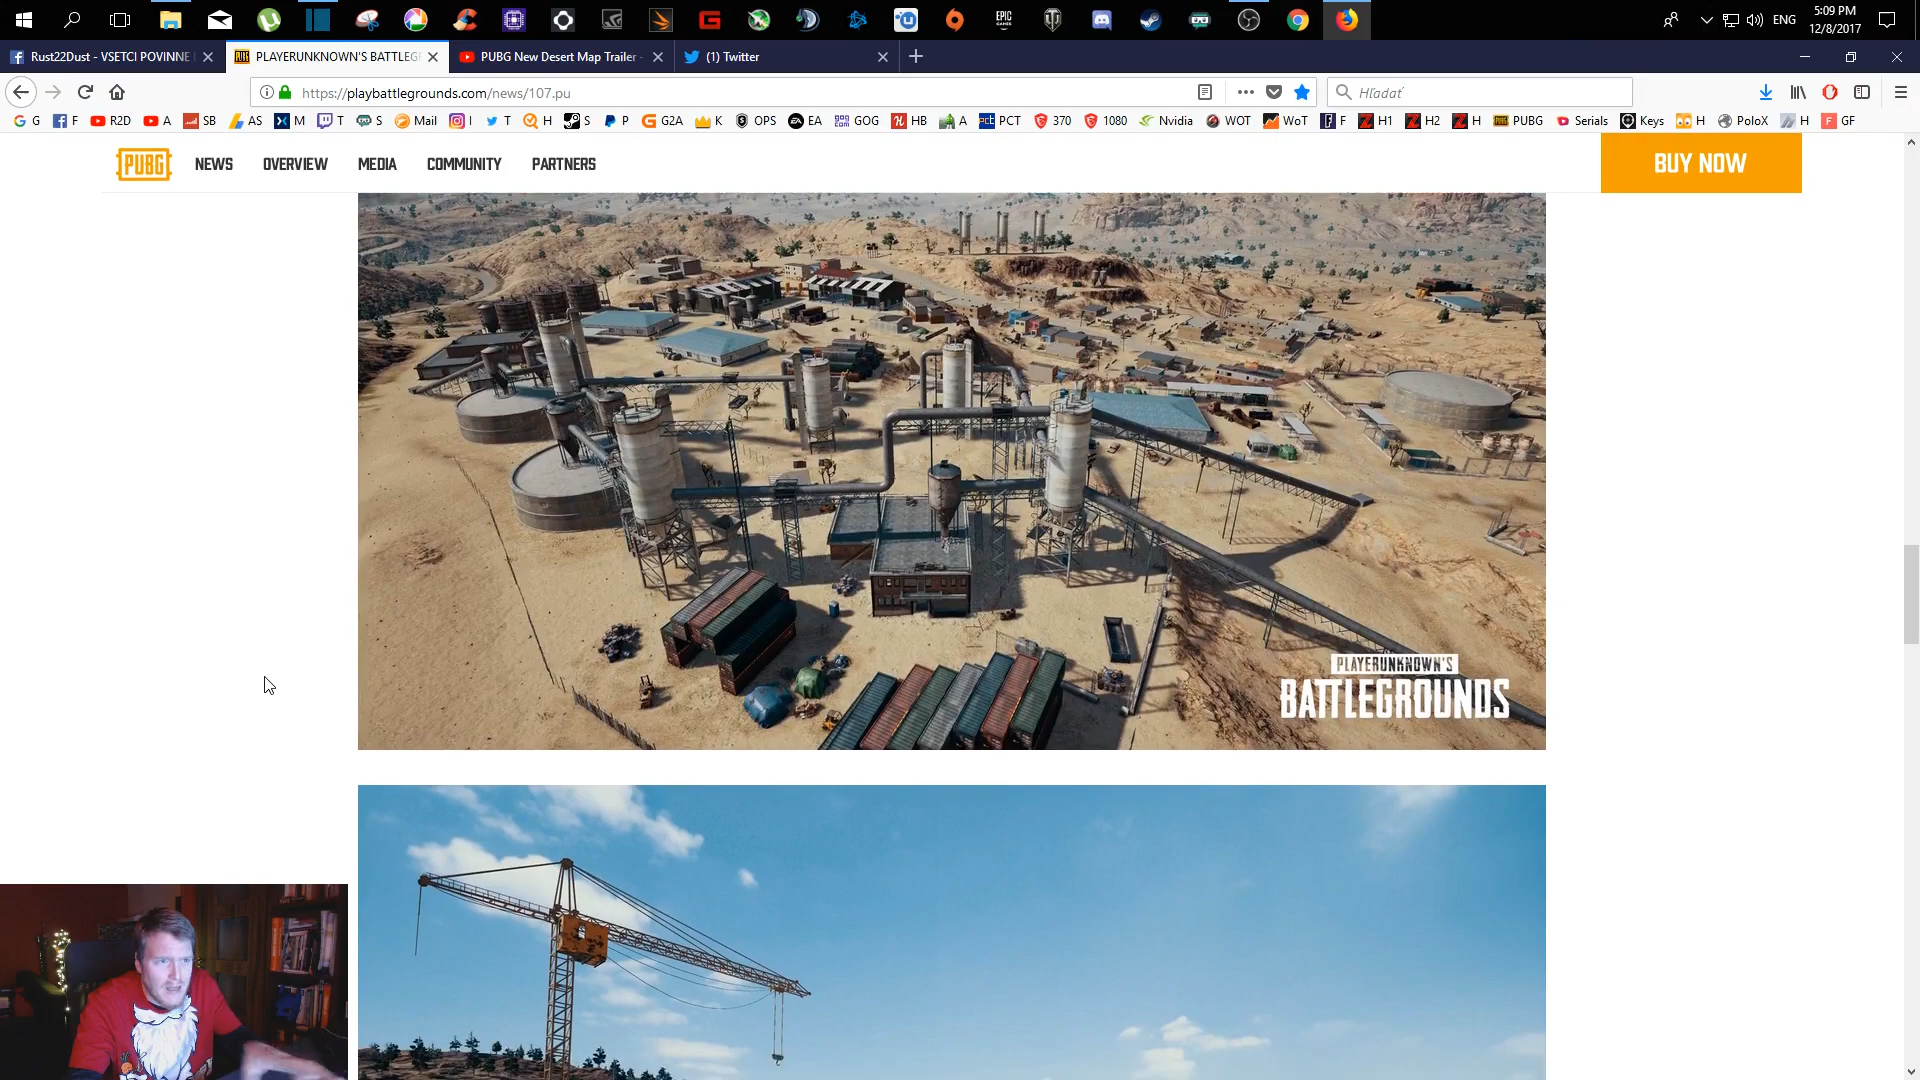 5:09 PM
ENG
12/8/2017
Rust22Dust - VSETCI POVINNE
PLAYERUNKNOWN'S BATTLEG
PUBG New Desert Map Trailer -
(1) Twitter
https://playbattlegrounds.com/news/107.pu
Hľadať
G F R2D A SB AS M T S Mail I T H S P G2A K OPS EA GOG HB A PCT 370 1080 Nvidia WOT WoT F H1 H2 H PUBG Serials Keys H PoloX H GF
PUBG NEWS OVERVIEW MEDIA COMMUNITY PARTNERS BUY NOW
PLAYERUNKNOWN'S
BATTLEGROUNDS